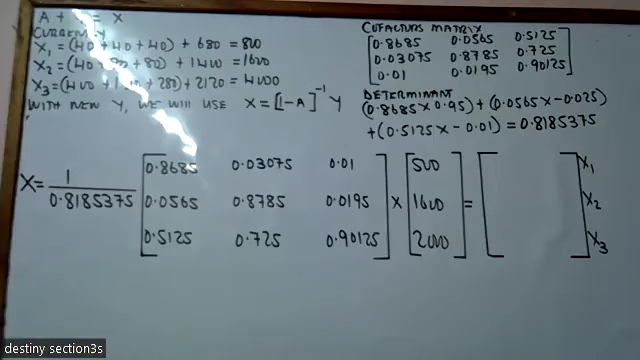 A + Y = X
CURRENTLY
X₁ = (40 + 40 + 40) + 680 = 800
X₂ = (40 + 80 + 80) + 1400 = 1600
X₃ = (400 + + 280) + 2120 = 4000
WITH NEW Y, WE WILL USE X = [1 - A]⁻¹ Y
COFACTORS MATRIX
0.8685 0.0565 0.5125
0.03075 0.8785 0.725
0.01 0.0195 0.90125
DETERMINANT
(0.8685 X 0.95) + (0.0565 X -0.025)
+ (0.5125 X -0.01) = 0.8185375
X = 1 / 0.8185375 [0.8685 0.03075 0.01] [500] = [ ] X₁
0.0565 0.8785 0.0195 X 1600 = X₂
0.5125 0.725 0.90125 2000 X₃
destiny section3s